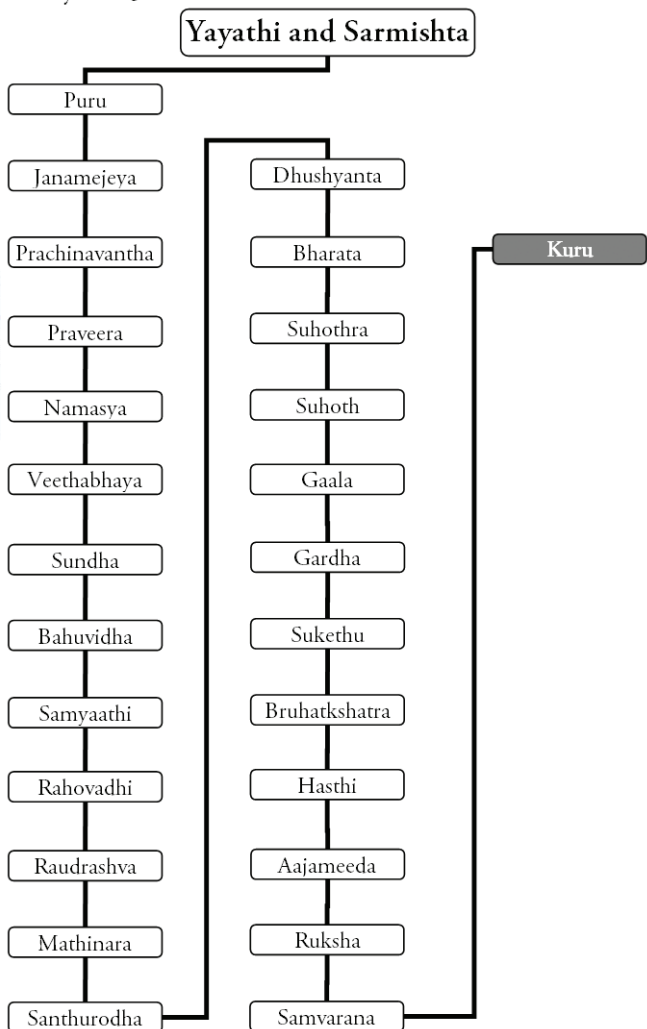 Yayathi and Sarmishta
Puru
Janamejeya
Prachinavantha
Praveera
Namasya
Veethabhaya
Sundha
Bahuvidha
Samyaathi
Rahovadhi
Raudrashva
Mathinara
Santhurodha
Dhushyanta
Bharata
Suhothra
Suhoth
Gaala
Gardha
Sukethu
Bruhatkshatra
Hasthi
Aajameeda
Ruksha
Samvarana
Kuru